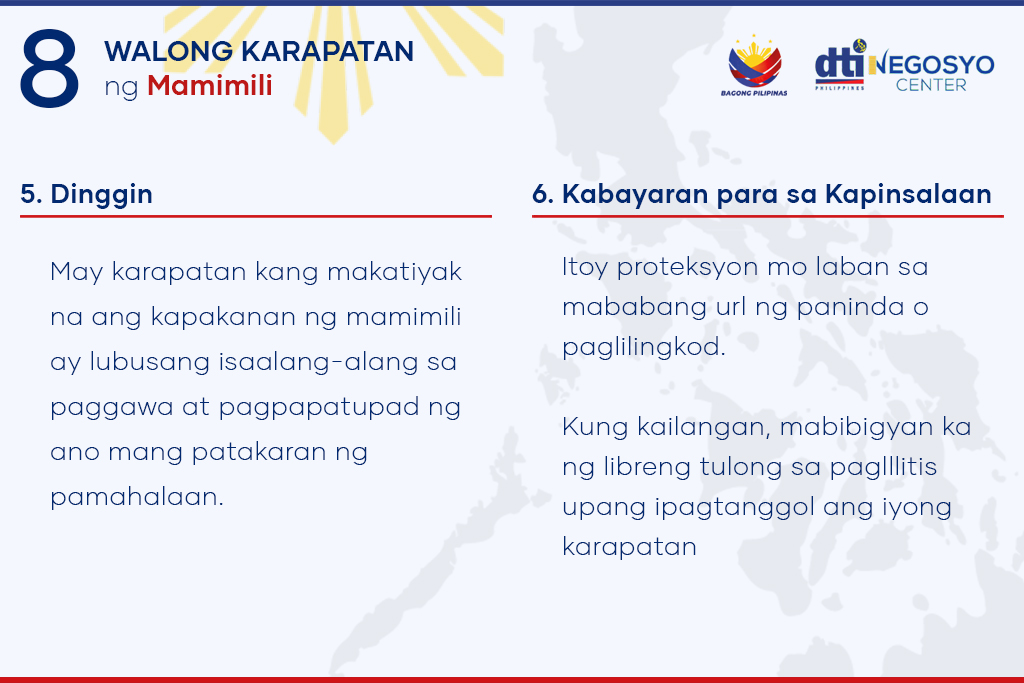 8
WALONG KARAPATAN
ng Mamimili
BAGONG PILIPINAS
dti
PHILIPPINES
NEGOSYO
CENTER
5. Dinggin
May karapatan kang makatiyak
na ang kapakanan ng mamimili
ay lubusang isaalang-alang sa
paggawa at pagpapatupad ng
ano mang patakaran ng
pamahalaan.
6. Kabayaran para sa Kapinsalaan
Itoy proteksyon mo laban sa
mababang url ng paninda o
paglilingkod.
Kung kailangan, mabibigyan ka
ng libreng tulong sa paglllitis
upang ipagtanggol ang iyong
karapatan